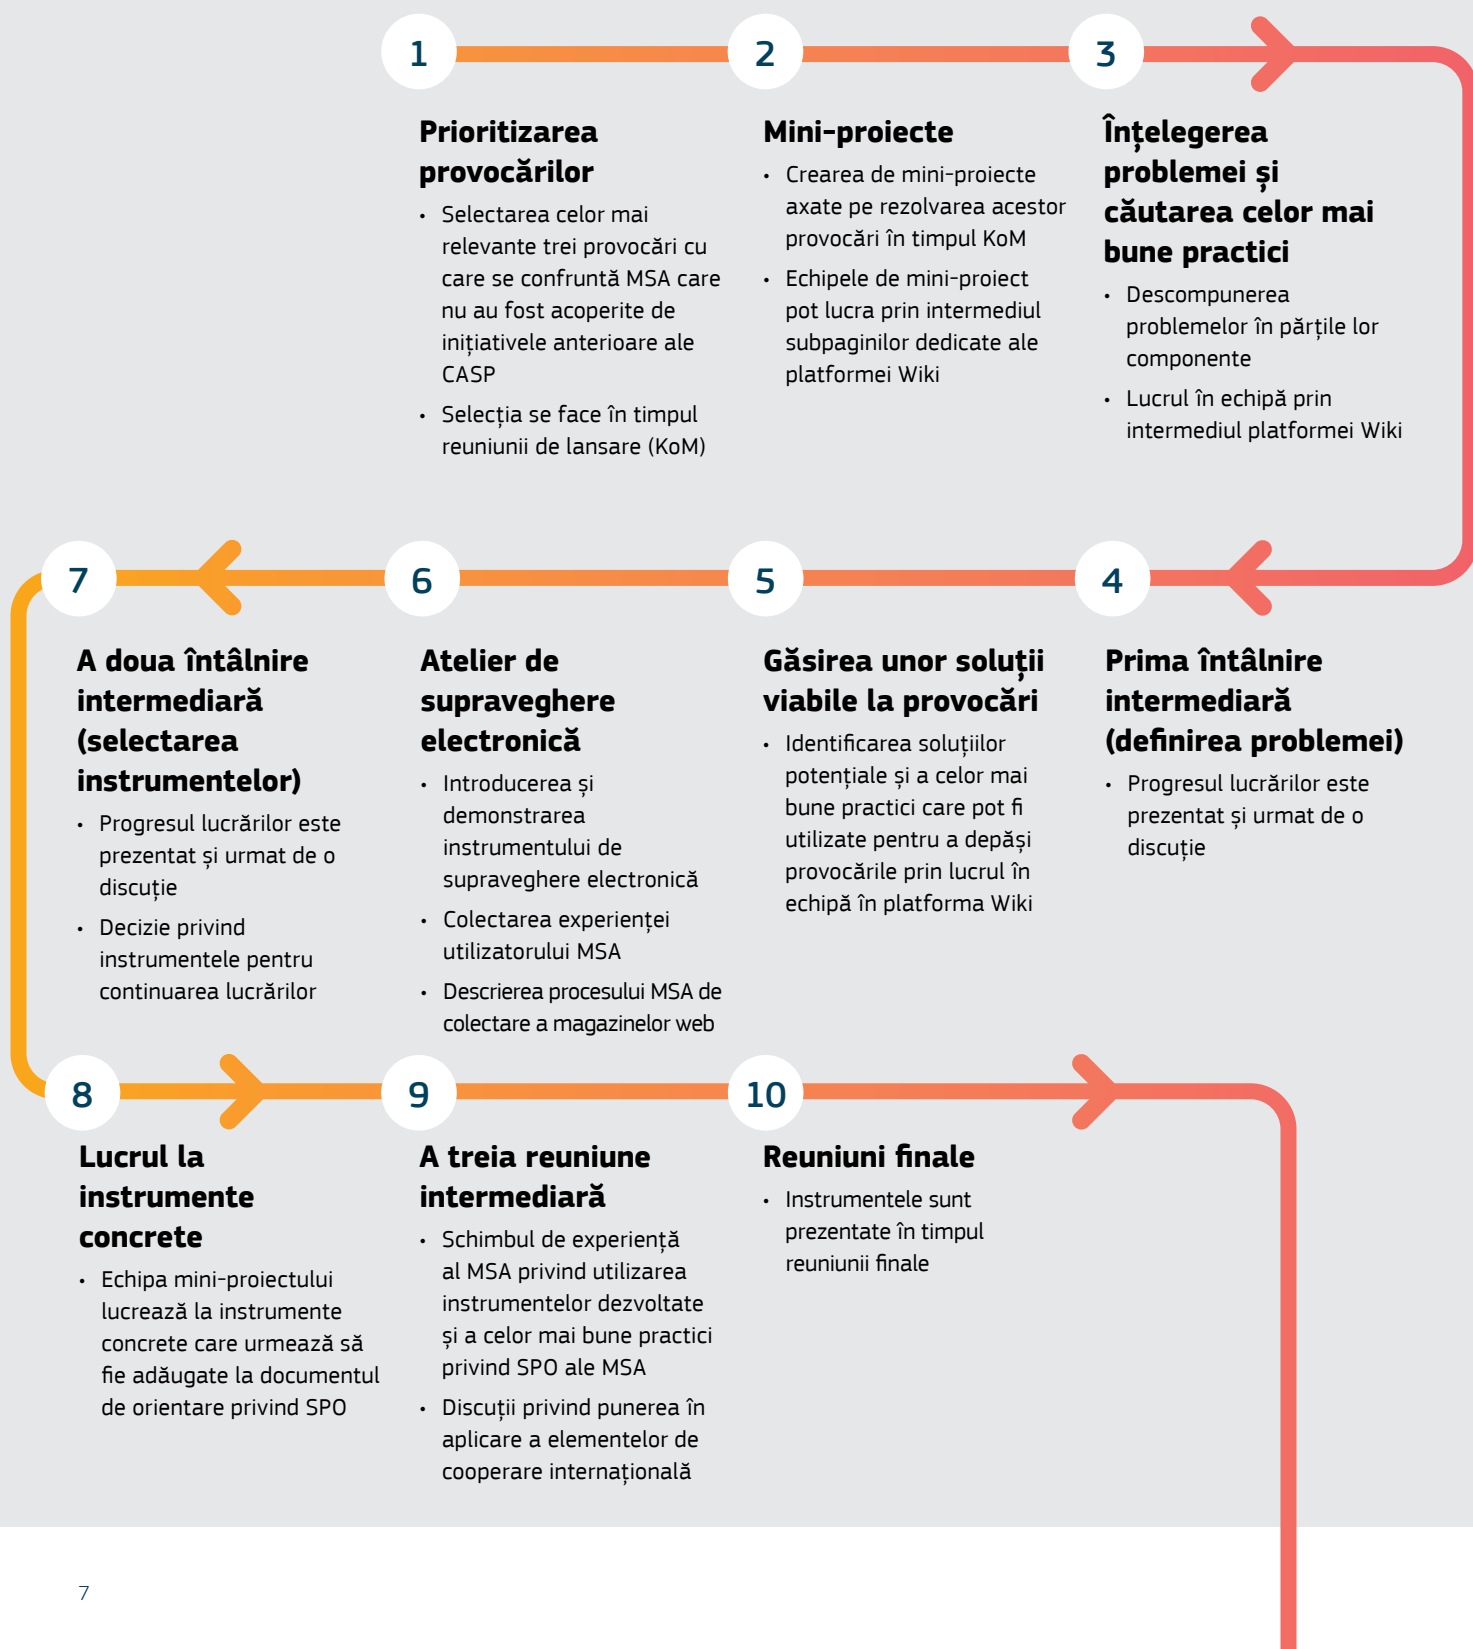 1
Prioritizarea
provocărilor
• Selectarea celor mai
relevante trei provocări cu
care se confruntă MSA care
nu au fost acoperite de
inițiativele anterioare ale
CASP
• Selecția se face în timpul
reuniunii de lansare (KoM)
2
Mini-proiecte
• Crearea de mini-proiecte
axate pe rezolvarea acestor
provocări în timpul KoM
• Echipele de mini-proiect
pot lucra prin intermediul
subpaginilor dedicate ale
platformei Wiki
3
Înțelegerea
problemei și
căutarea celor mai
bune practici
• Descompunerea
problemelor în părțile lor
componente
• Lucrul în echipă prin
intermediul platformei Wiki
4
Prima întâlnire
intermediară
(definirea problemei)
• Progresul lucrărilor este
prezentat și urmat de o
discuție
5
Găsirea unor soluții
viabile la provocări
• Identificarea soluțiilor
potențiale și a celor mai
bune practici care pot fi
utilizate pentru a depăși
provocările prin lucrul în
echipă în platforma Wiki
6
Atelier de
supraveghere
electronică
• Introducerea și
demonstrarea
instrumentului de
supraveghere electronică
• Colectarea experienței
utilizatorului MSA
• Descrierea procesului MSA de
colectare a magazinelor web
7
A doua întâlnire
intermediară
(selectarea
instrumentelor)
• Progresul lucrărilor este
prezentat și urmat de o
discuție
• Decizie privind
instrumentele pentru
continuarea lucrărilor
8
Lucrul la
instrumente
concrete
• Echipa mini-proiectului
lucrează la instrumente
concrete care urmează să
fie adăugate la documentul
de orientare privind SPO
9
A treia reuniune
intermediară
• Schimbul de experiență
al MSA privind utilizarea
instrumentelor dezvoltate
și a celor mai bune practici
privind SPO ale MSA
• Discuții privind punerea în
aplicare a elementelor de
cooperare internațională
10
Reuniuni finale
• Instrumentele sunt
prezentate în timpul
reuniunii finale
7